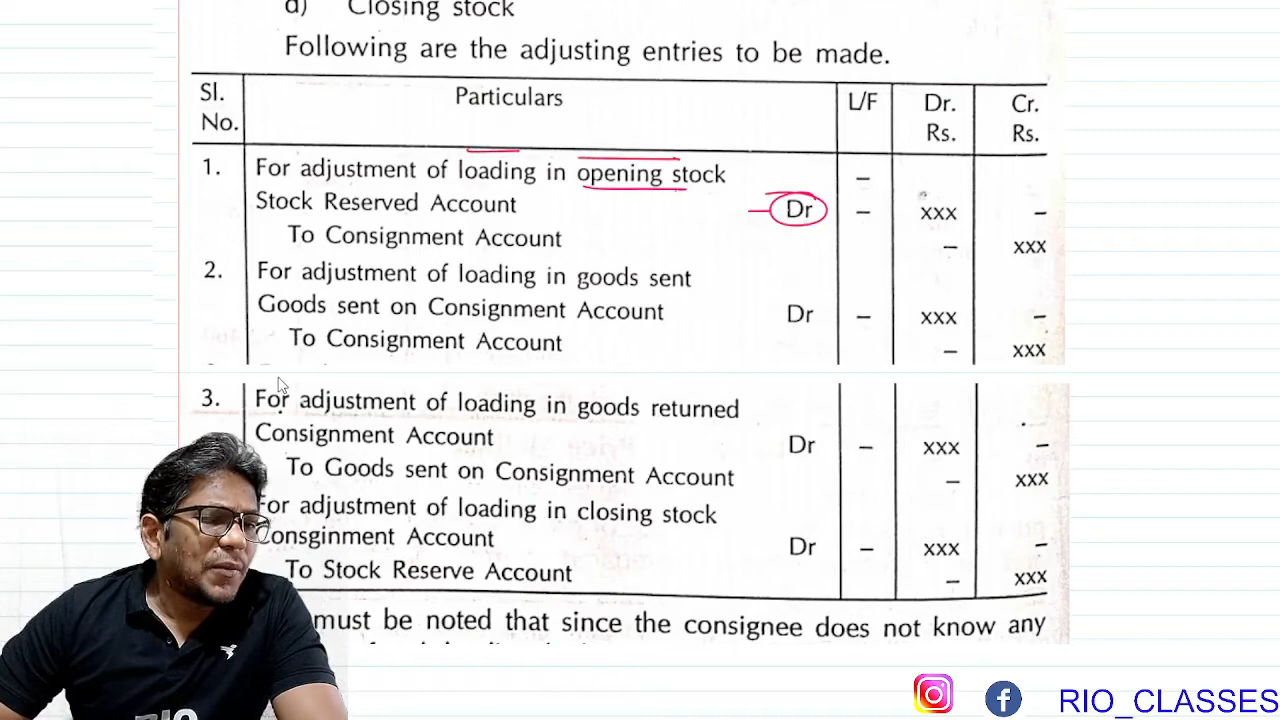 d) Closing stock
Following are the adjusting entries to be made.
Sl. No. Particulars L/F Dr. Rs. Cr. Rs.
1. For adjustment of loading in opening stock –
Stock Reserved Account Dr – xxx –
To Consignment Account – xxx
2. For adjustment of loading in goods sent
Goods sent on Consignment Account Dr – xxx –
To Consignment Account – xxx
3. For adjustment of loading in goods returned
Consignment Account Dr – xxx –
To Goods sent on Consignment Account – xxx
For adjustment of loading in closing stock
Consginment Account Dr – xxx –
To Stock Reserve Account – xxx
must be noted that since the consignee does not know any
RIO_CLASSES